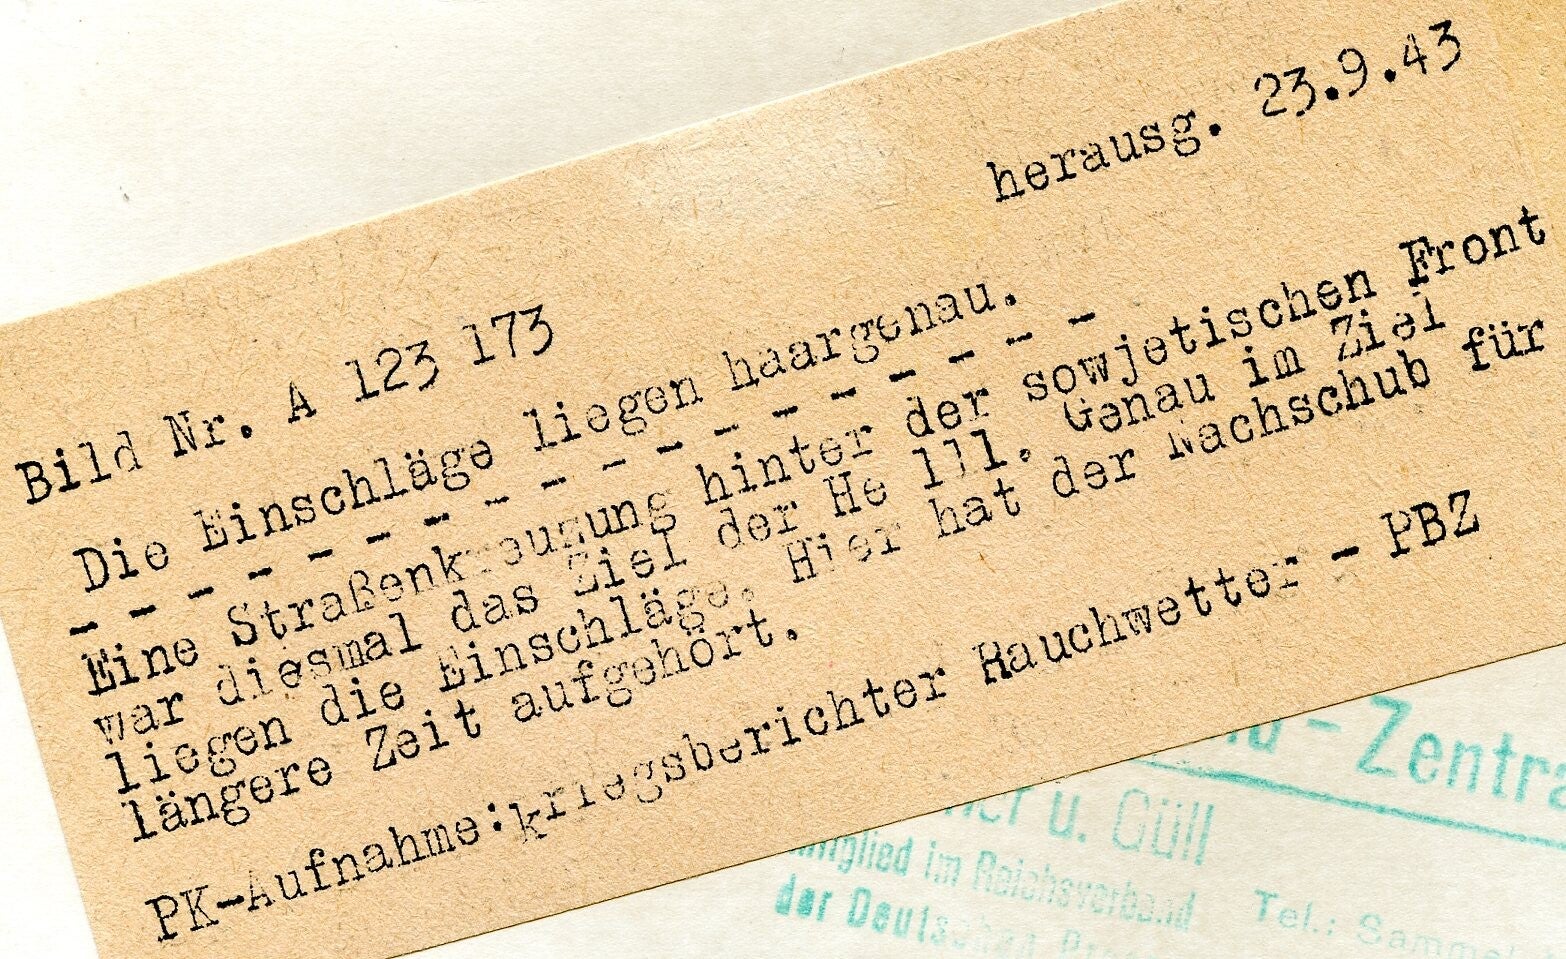 herausg. 23.9.43
Bild Nr. A 123 173
Die Einschläge liegen haargenau.
- - - - - - - - - - - - - - - - - - -
Eine Straßenkreuzung hinter der sowjetischen Front
war diesmal das Ziel der He 111. Genau im Ziel
liegen die Einschläge. Hier hat der Nachschub für
längere Zeit aufgehört.
PK-Aufnahme:Kriegsberichter Rauchwetter - PBZ
- Zentra
u. Güll
Mitglied im Reichsverband
der Deutschen
Tel.: